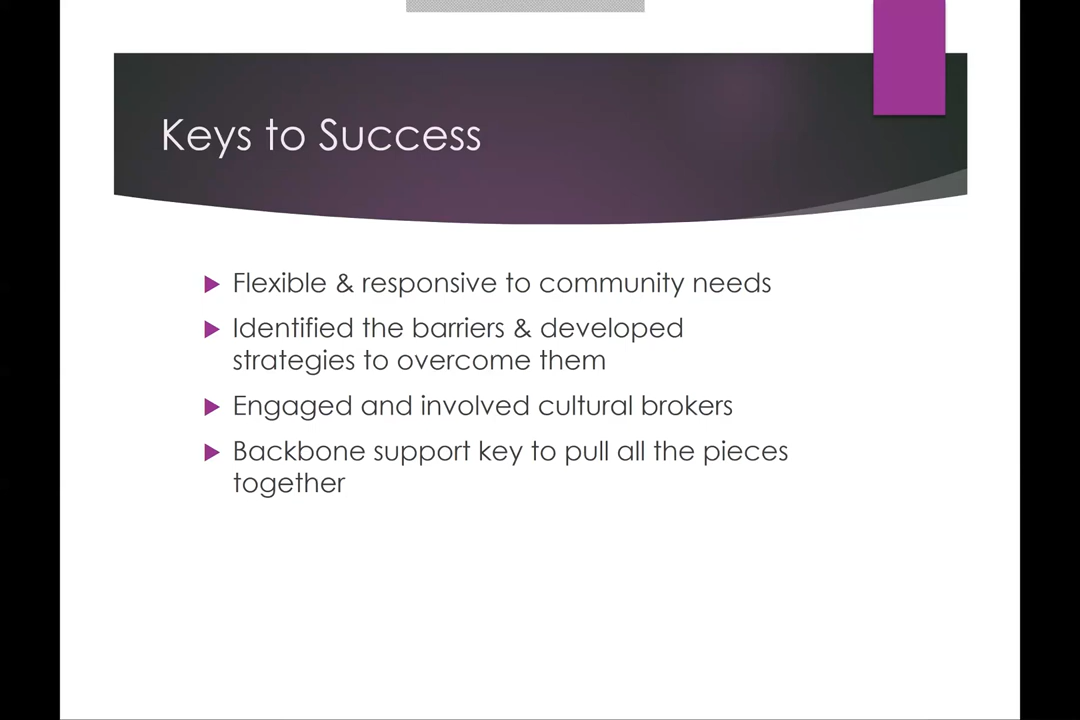 Keys to Success
Flexible & responsive to community needs
Identified the barriers & developed
strategies to overcome them
Engaged and involved cultural brokers
Backbone support key to pull all the pieces
together